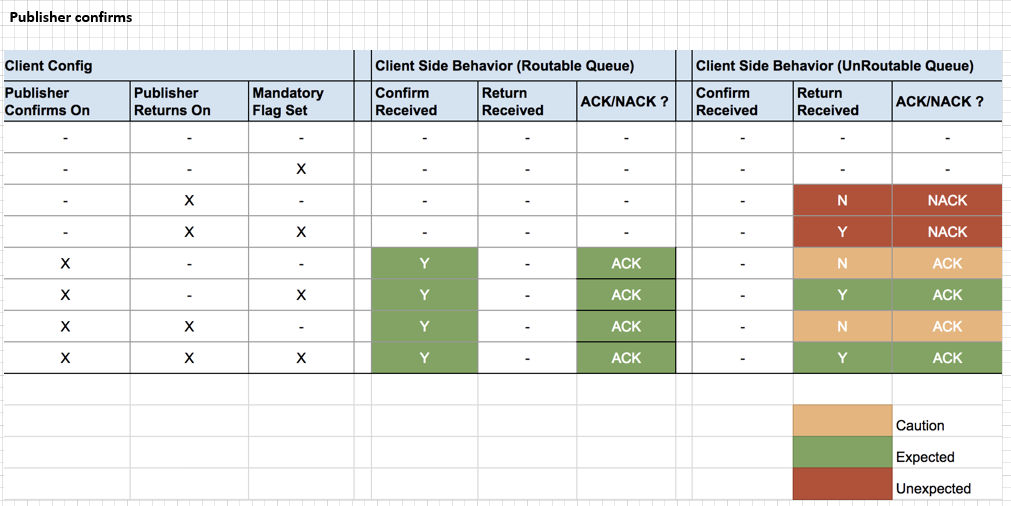 Publisher confirms
Client Config Client Side Behavior (Routable Queue) Client Side Behavior (UnRoutable Queue)
Publisher Confirms On Publisher Returns On Mandatory Flag Set Confirm Received Return Received ACK/NACK ? Confirm Received Return Received ACK/NACK ?
- - - - - - - - -
- - X - - - - - -
- X - - - - - N NACK
- X X - - - - Y NACK
X - - Y - ACK - N ACK
X - X Y - ACK - Y ACK
X X - Y - ACK - N ACK
X X X Y - ACK - Y ACK
Caution
Expected
Unexpected